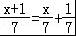 x+1/7 = x/7 + 1/7